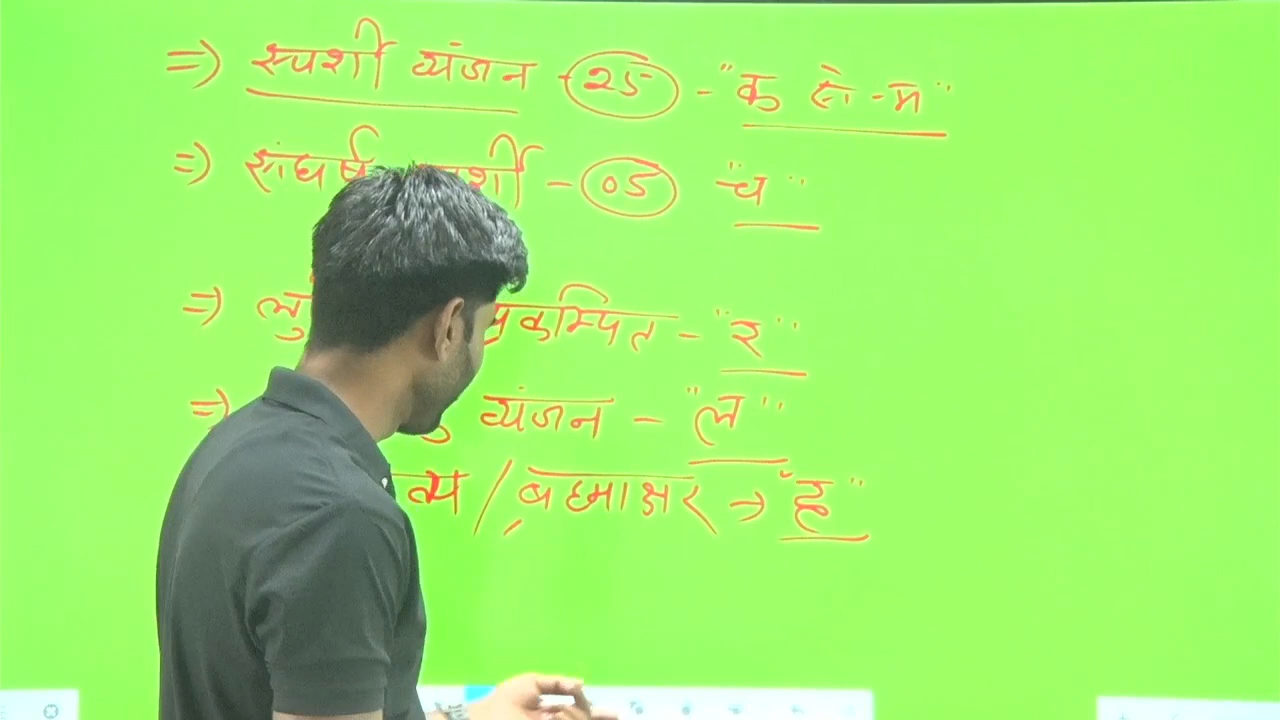 => स्पर्शी व्यंजन - 25 - "क से - म"
=> संघर्ष - 05 "च"
=> प्रकम्पित - "र"
=> व्यंजन - "ल"
/ ब्रह्माक्षर → "ह"